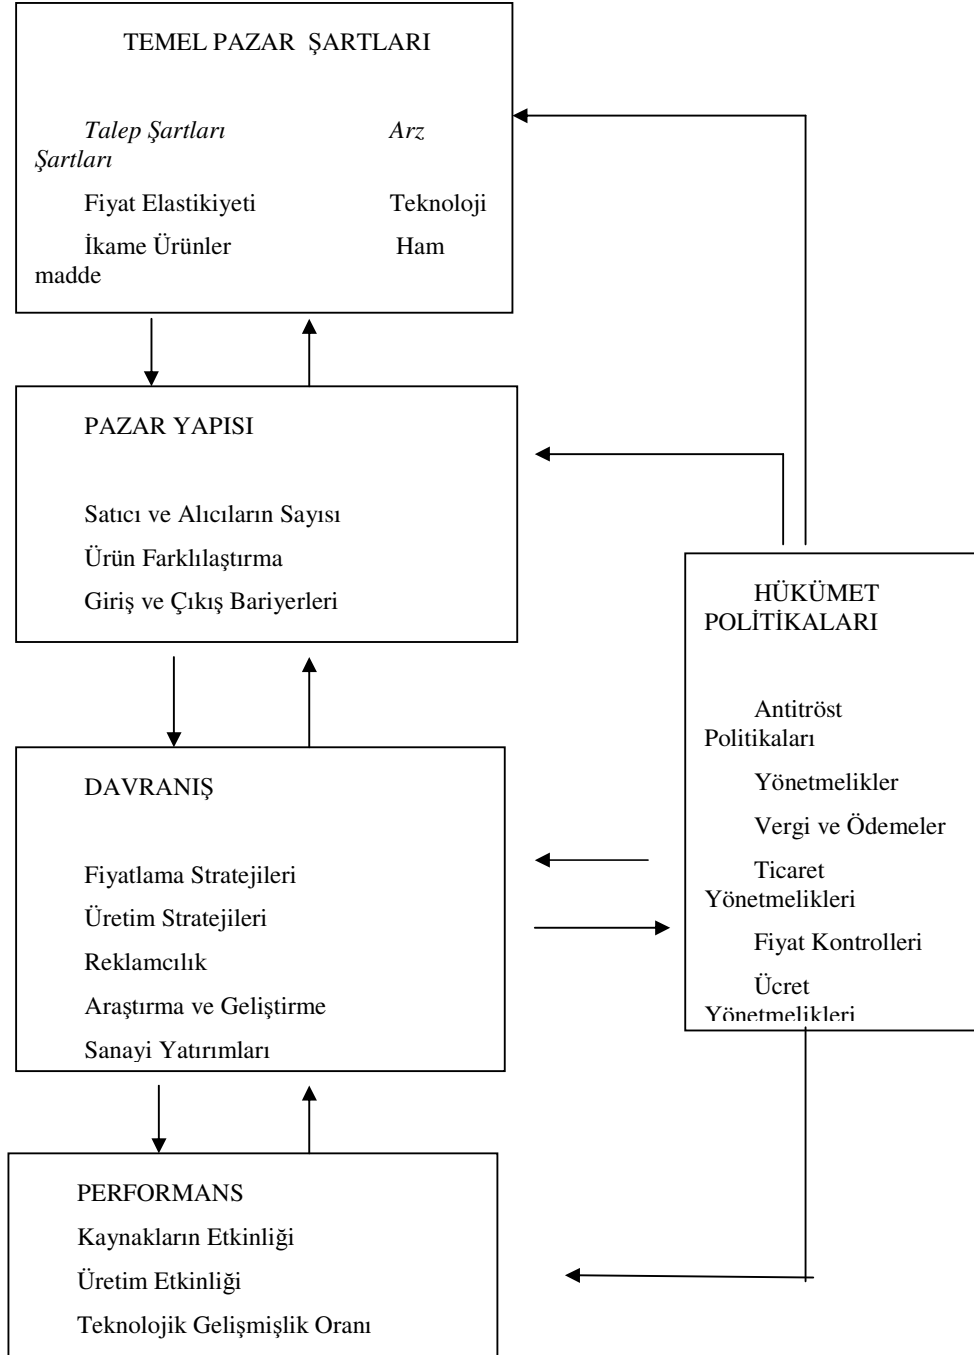 TEMEL PAZAR ŞARTLARI
Talep Şartları Arz
Şartları
Fiyat Elastikiyeti Teknoloji
İkame Ürünler Ham
madde
PAZAR YAPISI
Satıcı ve Alıcıların Sayısı
Ürün Farklılaştırma
Giriş ve Çıkış Bariyerleri
HÜKÜMET
POLİTİKALARI
Antitröst
Politikaları
Yönetmelikler
Vergi ve Ödemeler
Ticaret
Yönetmelikleri
Fiyat Kontrolleri
Ücret
Yönetmelikleri
DAVRANIŞ
Fiyatlama Stratejileri
Üretim Stratejileri
Reklamcılık
Araştırma ve Geliştirme
Sanayi Yatırımları
PERFORMANS
Kaynakların Etkinliği
Üretim Etkinliği
Teknolojik Gelişmişlik Oranı